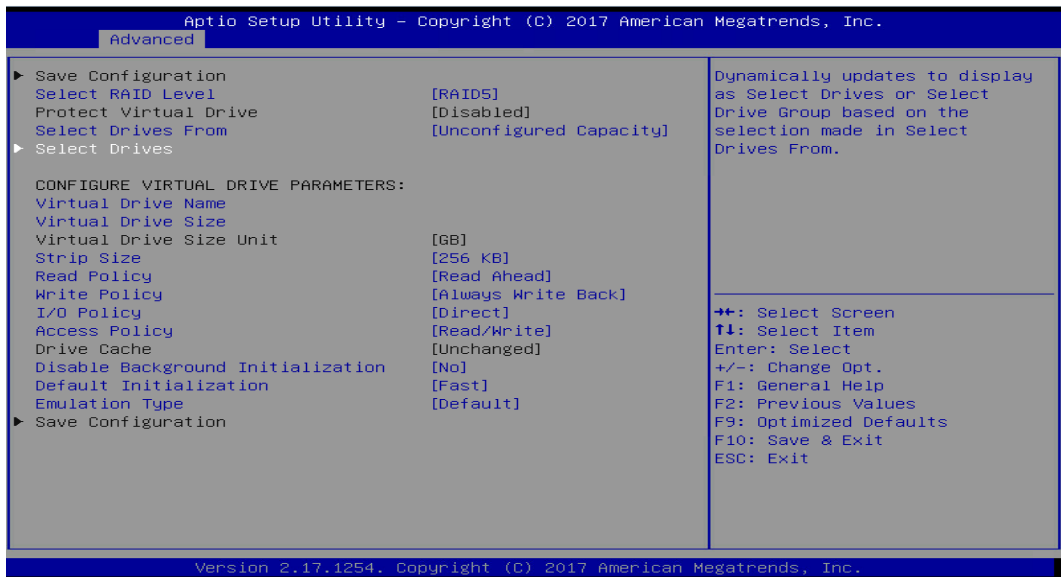 Aptio Setup Utility – Copyright (C) 2017 American Megatrends, Inc.
Advanced
▶ Save Configuration
Select RAID Level [RAID5]
Protect Virtual Drive [Disabled]
Select Drives From [Unconfigured Capacity]
▶ Select Drives
CONFIGURE VIRTUAL DRIVE PARAMETERS:
Virtual Drive Name
Virtual Drive Size
Virtual Drive Size Unit [GB]
Strip Size [256 KB]
Read Policy [Read Ahead]
Write Policy [Always Write Back]
I/O Policy [Direct]
Access Policy [Read/Write]
Drive Cache [Unchanged]
Disable Background Initialization [No]
Default Initialization [Fast]
Emulation Type [Default]
▶ Save Configuration
Dynamically updates to display
as Select Drives or Select
Drive Group based on the
selection made in Select
Drives From.
→←: Select Screen
↑↓: Select Item
Enter: Select
+/-: Change Opt.
F1: General Help
F2: Previous Values
F9: Optimized Defaults
F10: Save & Exit
ESC: Exit
Version 2.17.1254. Copyright (C) 2017 American Megatrends, Inc.